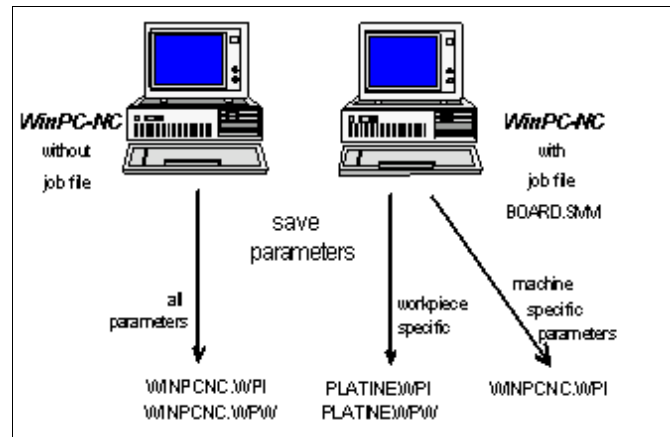 WinPC-NC
without
job file
WinPC-NC
with
job file
BOARD.SMM
save
parameters
all
parameters
workpiece
specific
machine
specific
parameters
WINPCNC.WPI
WINPCNC.WPW
PLATINE.WPI
PLATINE.WPW
WINPCNC.WPI